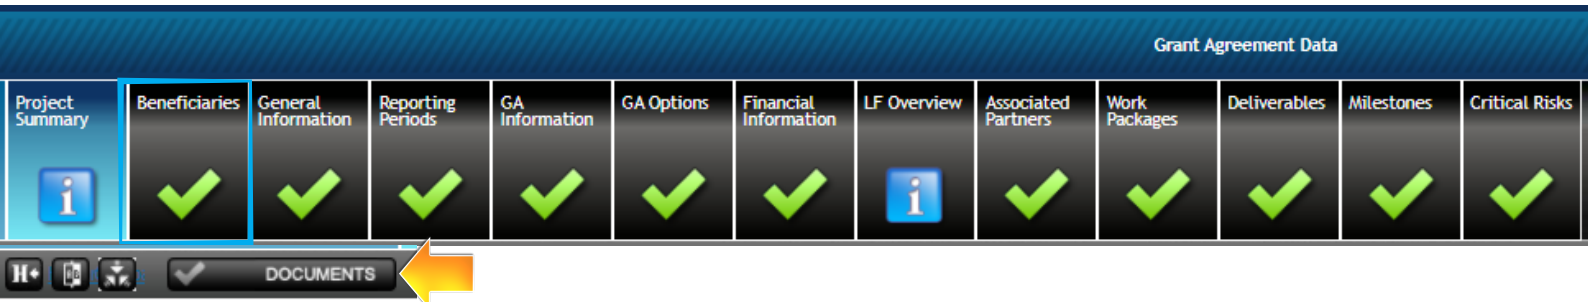 Grant Agreement Data
Project
Summary
Beneficiaries
General
Information
Reporting
Periods
GA
Information
GA Options
Financial
Information
LF Overview
Associated
Partners
Work
Packages
Deliverables
Milestones
Critical Risks
DOCUMENTS